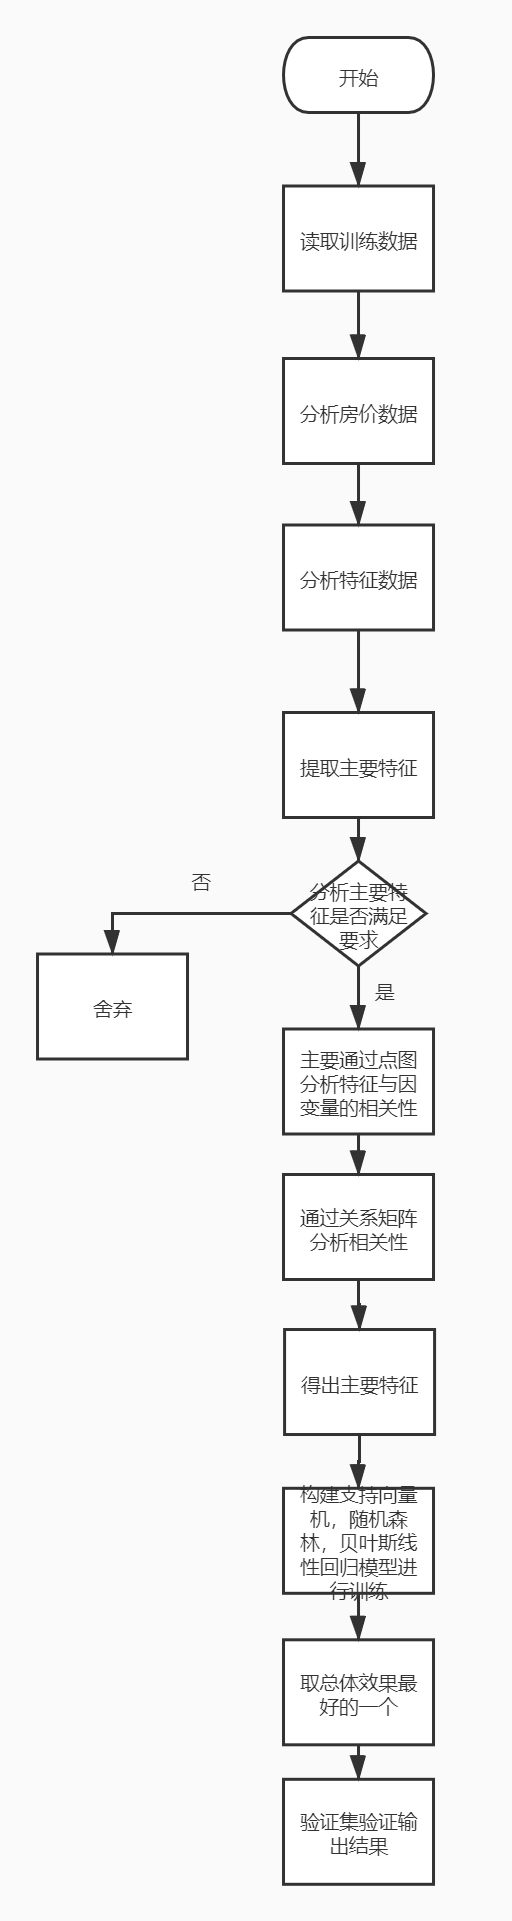 开始
读取训练数据
分析房价数据
分析特征数据
提取主要特征
分析主要特
征是否满足
要求
否
舍弃
是
主要通过点图
分析特征与因
变量的相关性
通过关系矩阵
分析相关性
得出主要特征
构建支持向量
机，随机森
林，贝叶斯线
性回归模型进
行训练
取总体效果最
好的一个
验证集验证输
出结果